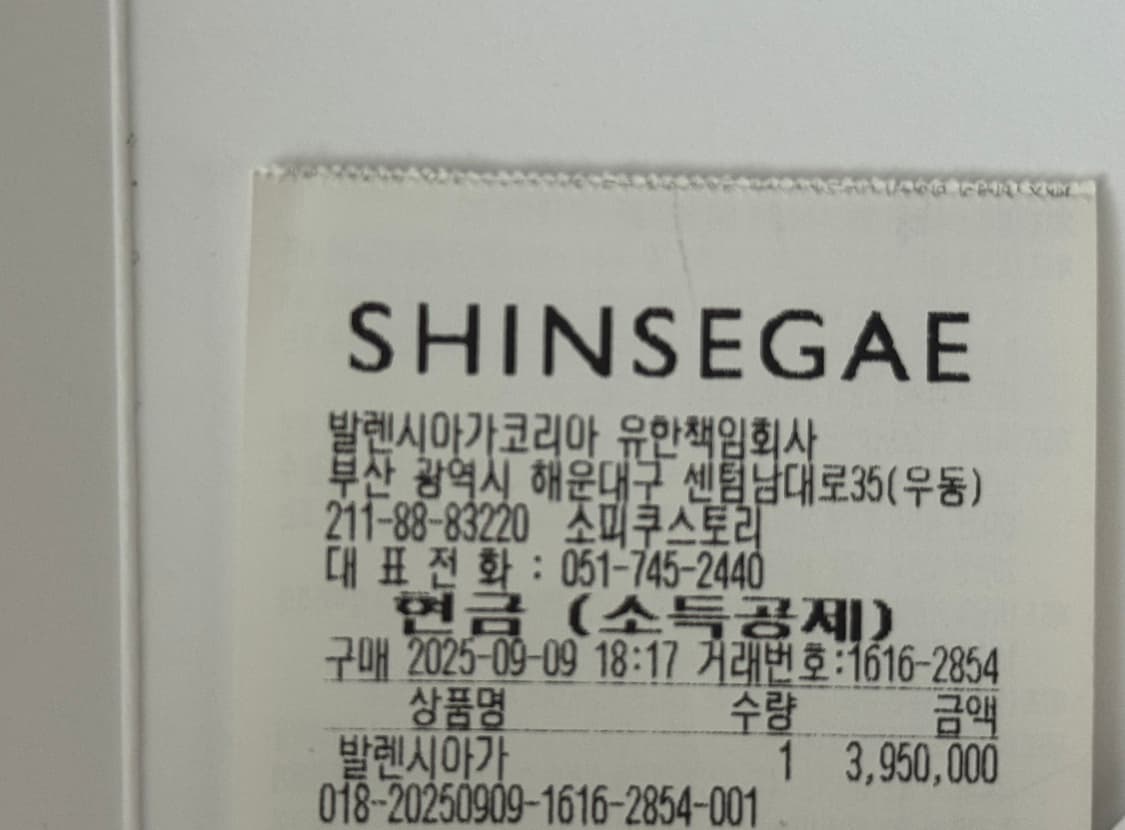 SHINSEGAE
발렌시아가코리아 유한책임회사
부산 광역시 해운대구 센텀남대로35(우동)
211-88-83220 소피쿠스토리
대 표 전 화 : 051-745-2440
현금 (소득공제)
구매 2025-09-09 18:17 거래번호:1616-2854
상품명 수량 금액
발렌시아가 1 3,950,000
018-20250909-1616-2854-001